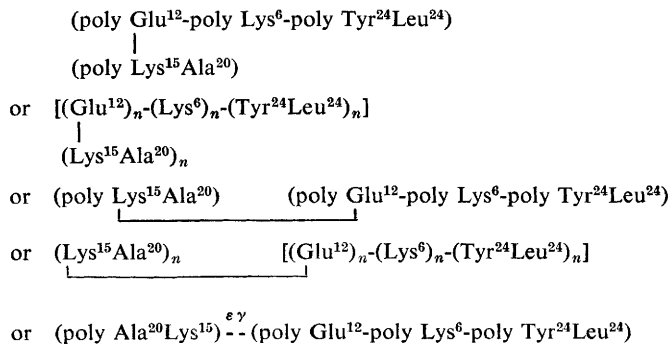 (poly Glu¹²-poly Lys⁶-poly Tyr²⁴Leu²⁴)
(poly Lys¹⁵Ala²⁰)
or [(Glu¹²)ₙ-(Lys⁶)ₙ-(Tyr²⁴Leu²⁴)ₙ]
(Lys¹⁵Ala²⁰)ₙ
or (poly Lys¹⁵Ala²⁰) (poly Glu¹²-poly Lys⁶-poly Tyr²⁴Leu²⁴)
or (Lys¹⁵Ala²⁰)ₙ [(Glu¹²)ₙ-(Lys⁶)ₙ-(Tyr²⁴Leu²⁴)ₙ]
ε γ
or (poly Ala²⁰Lys¹⁵)--(poly Glu¹²-poly Lys⁶-poly Tyr²⁴Leu²⁴)